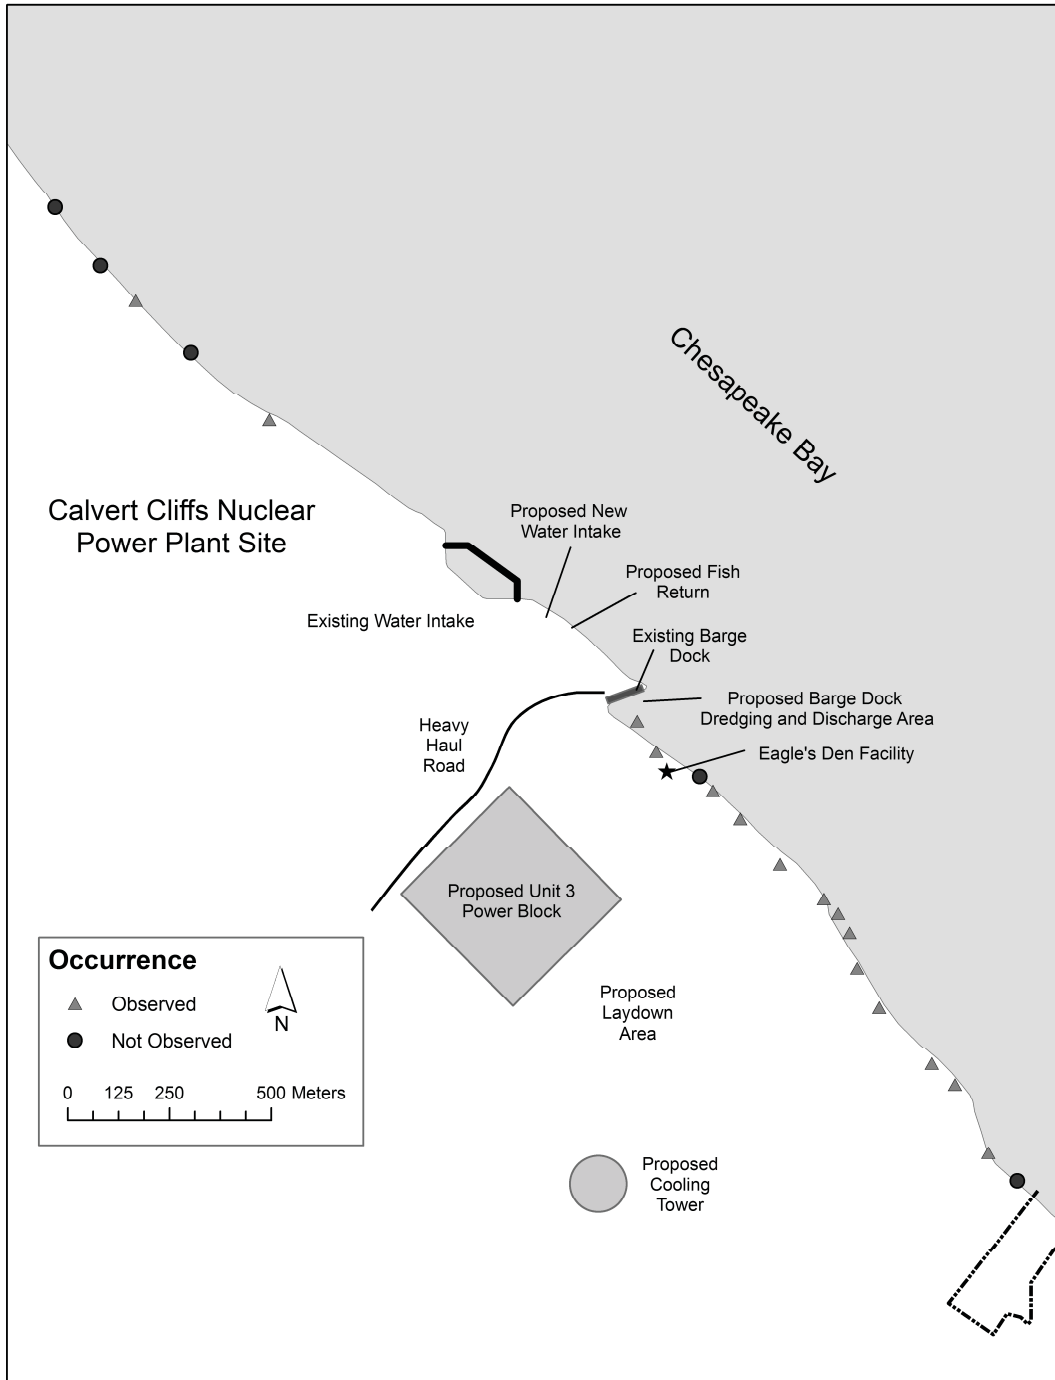 Chesapeake Bay
Calvert Cliffs Nuclear
Power Plant Site
Proposed New
Water Intake
Proposed Fish
Return
Existing Water Intake
Existing Barge
Dock
Proposed Barge Dock
Dredging and Discharge Area
Heavy
Haul
Road
Eagle's Den Facility
Proposed Unit 3
Power Block
Proposed
Laydown
Area
Occurrence
Observed
N
Not Observed
0 125 250 500 Meters
Proposed
Cooling
Tower